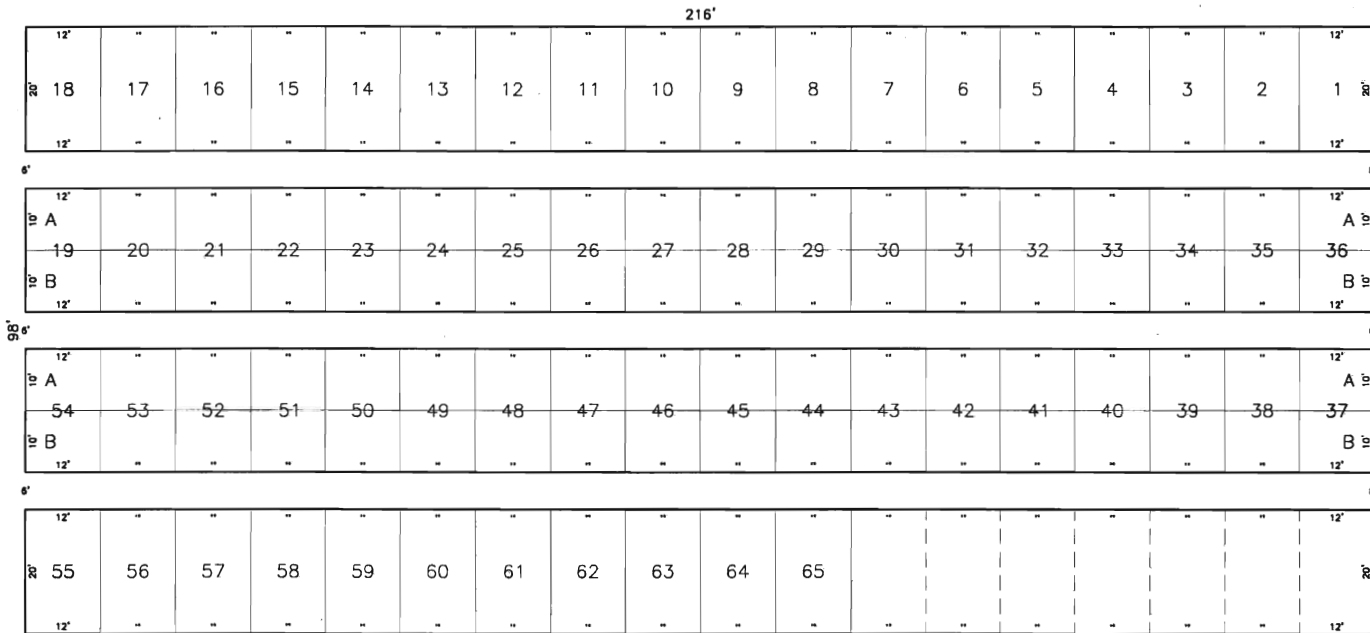 216'
12' " " " " " " " " " " " " " " " " 12'
20' 18 17 16 15 14 13 12 11 10 9 8 7 6 5 4 3 2 1 20'
12' " " " " " " " " " " " " " " " " 12'
6'
12' " " " " " " " " " " " " " " " " 12'
10' A A 10'
19 20 21 22 23 24 25 26 27 28 29 30 31 32 33 34 35 36
10' B B 10'
12' " " " " " " " " " " " " " " " " 12'
98' 6'
12' " " " " " " " " " " " " " " " " 12'
10' A A 10'
54 53 52 51 50 49 48 47 46 45 44 43 42 41 40 39 38 37
10' B B 10'
12' " " " " " " " " " " " " " " " " 12'
6'
12' " " " " " " " " " " " " " " " " 12'
20' 55 56 57 58 59 60 61 62 63 64 65 20'
12' " " " " " " " " " " " " " " " " 12'